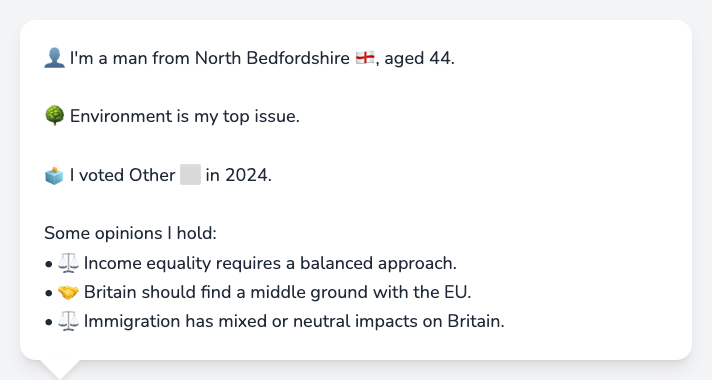 👤 I'm a man from North Bedfordshire 🏴󠁧󠁢󠁥󠁮󠁧󠁿, aged 44.
🌳 Environment is my top issue.
🗳️ I voted Other ⬜ in 2024.
Some opinions I hold:
• ⚖️ Income equality requires a balanced approach.
• 🤝 Britain should find a middle ground with the EU.
• ⚖️ Immigration has mixed or neutral impacts on Britain.